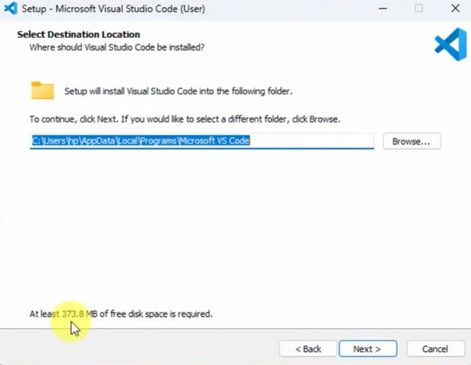 Setup - Microsoft Visual Studio Code (User)
Select Destination Location
Where should Visual Studio Code be installed?
Setup will install Visual Studio Code into the following folder.
To continue, click Next. If you would like to select a different folder, click Browse.
C:\Users\hp\AppData\Local\Programs\Microsoft VS Code
Browse...
At least 373.8 MB of free disk space is required.
< Back
Next >
Cancel